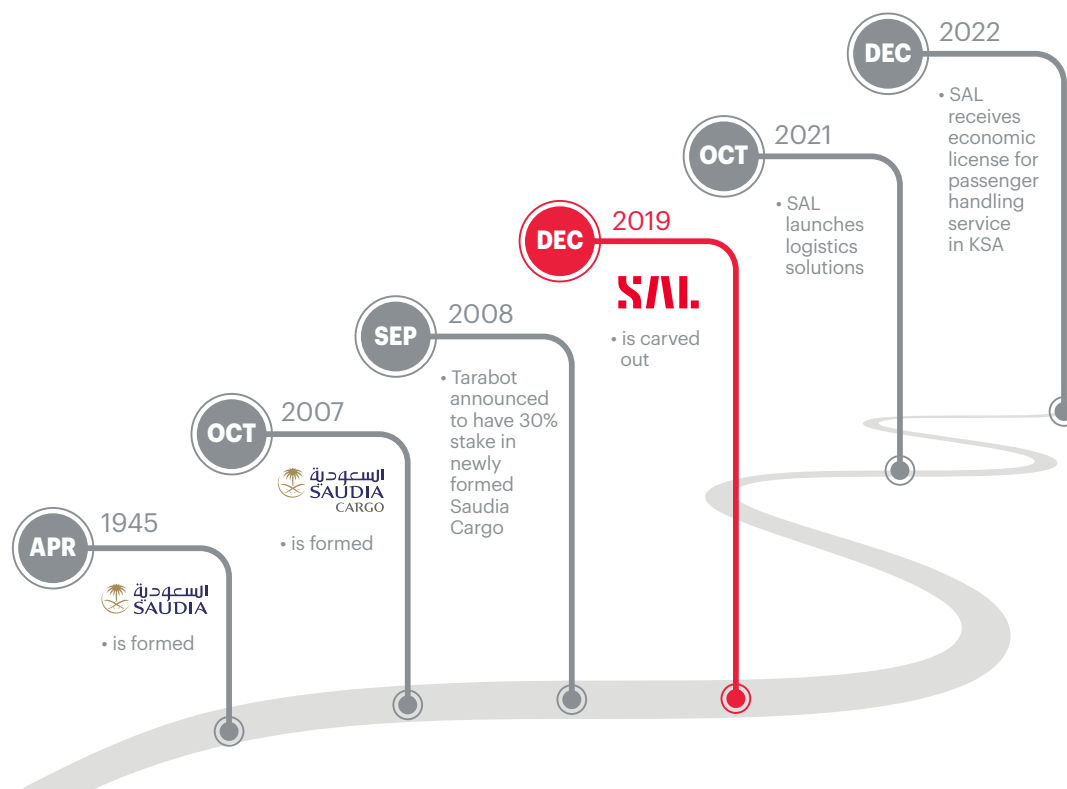 APR
1945
السعودية
SAUDIA
• is formed
OCT
2007
السعودية
SAUDIA
CARGO
• is formed
SEP
2008
• Tarabot
announced
to have 30%
stake in
newly
formed
Saudia
Cargo
DEC
2019
SAL
• is carved
out
OCT
2021
• SAL
launches
logistics
solutions
DEC
2022
• SAL
receives
economic
license for
passenger
handling
service
in KSA